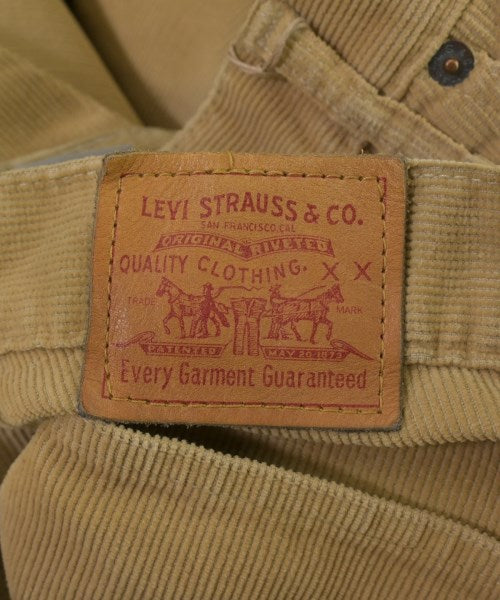 LEVI STRAUSS & CO.
SAN FRANCISCO, CAL
ORIGINAL RIVETED
QUALITY CLOTHING. X X
TRADE MARK
PATENTED MAY 20 1873
Every Garment Guaranteed